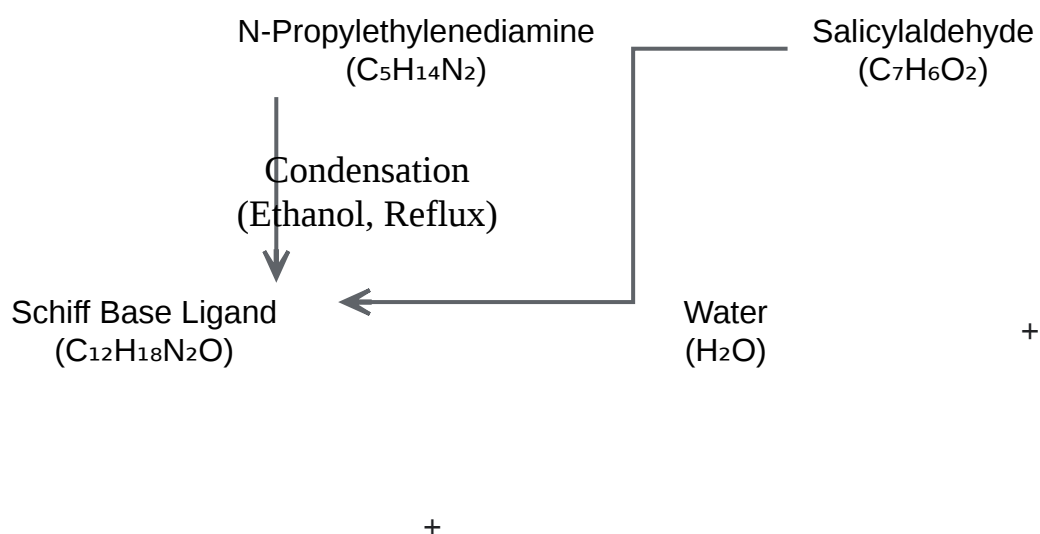 N-Propylethylenediamine
(C₅H₁₄N₂)
Salicylaldehyde
(C₇H₆O₂)
Condensation
(Ethanol, Reflux)
Schiff Base Ligand
(C₁₂H₁₈N₂O)
Water
(H₂O)
+
+